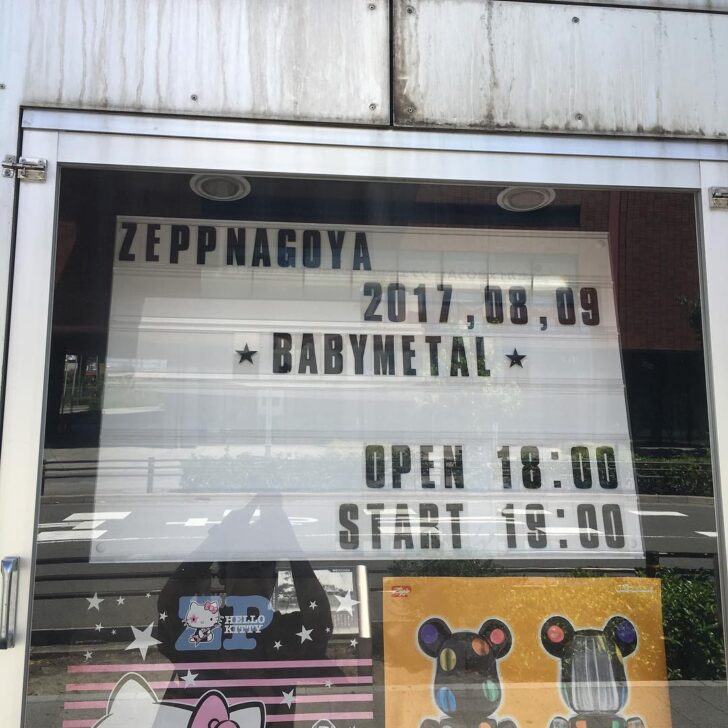 ZEPPNAGOYA
2017,08,09
★BABYMETAL★
OPEN 18:00
START 19:00
ZP HELLO
KITTY